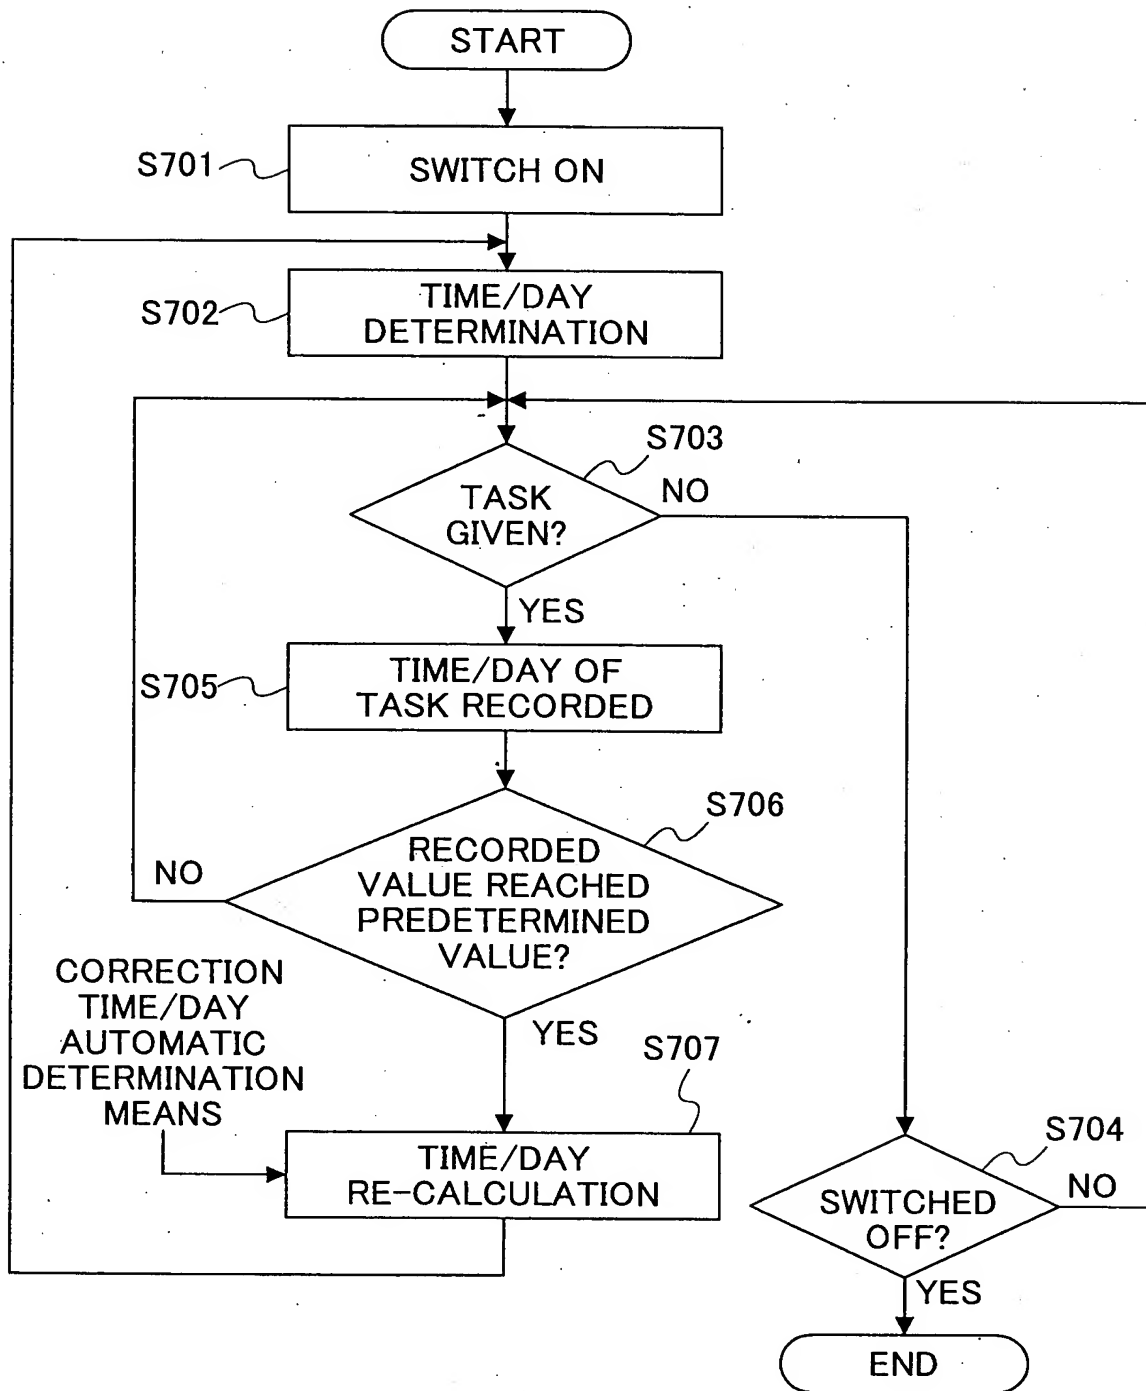 START
S701
SWITCH ON
S702
TIME/DAY
DETERMINATION
S703
TASK
GIVEN?
NO
YES
S705
TIME/DAY OF
TASK RECORDED
S706
RECORDED
VALUE REACHED
PREDETERMINED
VALUE?
NO
YES
CORRECTION
TIME/DAY
AUTOMATIC
DETERMINATION
MEANS
S707
TIME/DAY
RE-CALCULATION
S704
SWITCHED
OFF?
NO
YES
END